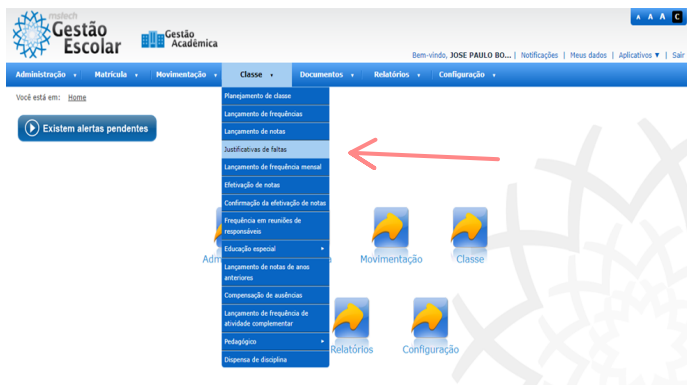 mstech
Gestão
Escolar
Gestão
Acadêmica
A A A C
Bem-vindo, JOSE PAULO BO... | Notificações | Meus dados | Aplicativos ▼ | Sair
Administração Matrícula Movimentação Classe Documentos Relatórios Configuração
Você está em: Home
Existem alertas pendentes
Planejamento de classe
Lançamento de frequências
Lançamento de notas
Justificativas de faltas
Lançamento de frequência mensal
Efetivação de notas
Confirmação da efetivação de notas
Frequência em reuniões de
responsáveis
Educação especial
Lançamento de notas de anos
anteriores
Compensação de ausências
Lançamento de frequência de
atividade complementar
Pedagógico
Dispensa de disciplina
Adm
Movimentação
Classe
Relatórios
Configuração